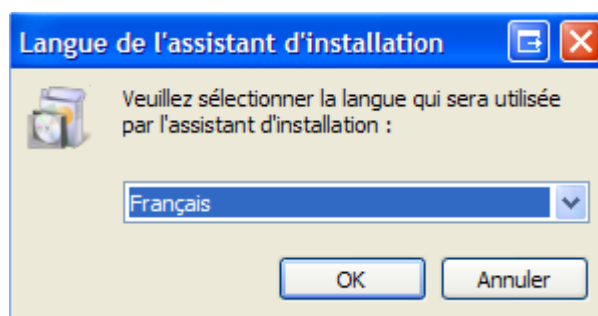 Langue de l'assistant d'installation
Veuillez sélectionner la langue qui sera utilisée
par l'assistant d'installation :
Français
OK
Annuler